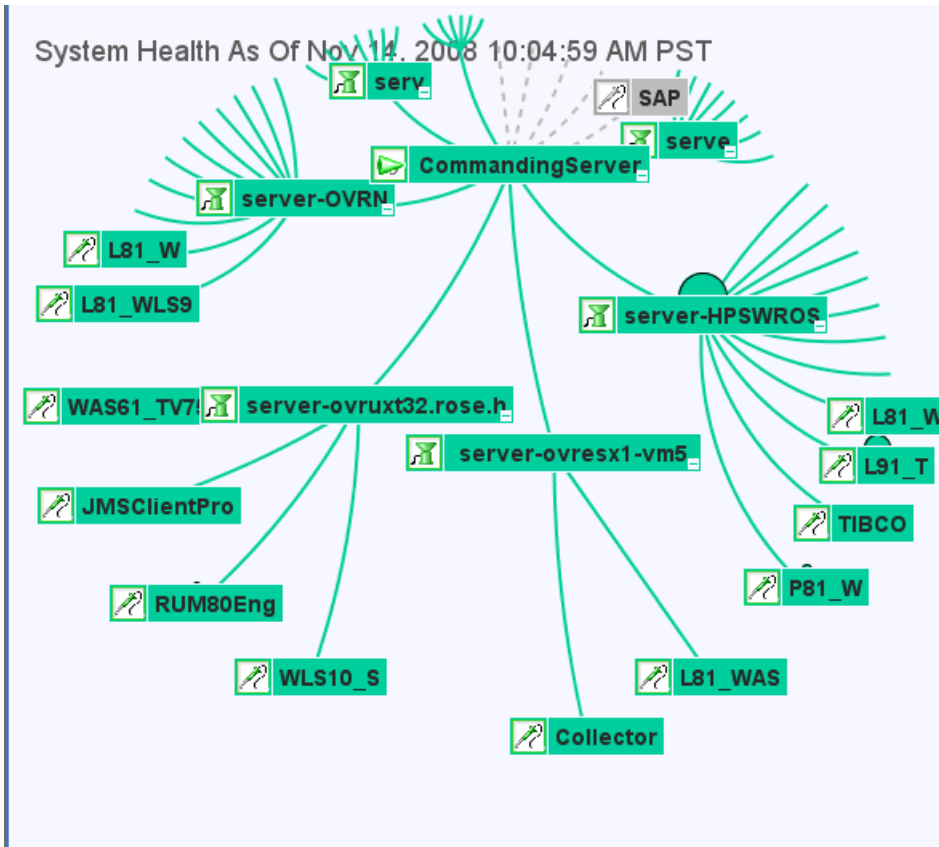 System Health As Of Nov 14, 2008 10:04:59 AM PST
serv
SAP
serve
CommandingServer
server-OVRN
L81_W
L81_WLS9
server-HPSWROS
WAS61_TV75
server-ovruxt32.rose.h
L81_W
server-ovresx1-vm5
L91_T
JMSClientPro
TIBCO
P81_W
RUM80Eng
WLS10_S
L81_WAS
Collector